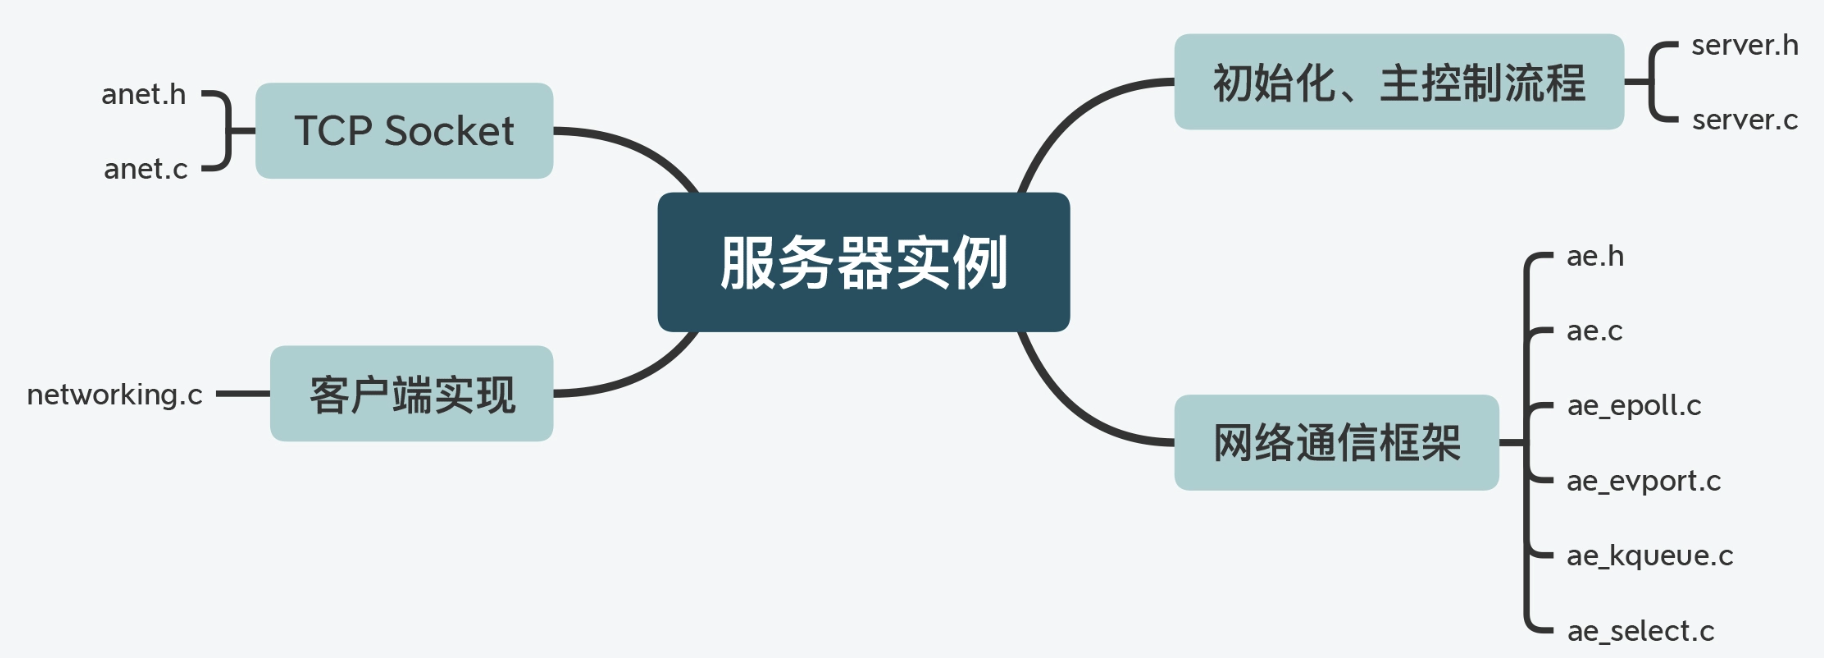 服务器实例
TCP Socket
anet.h
anet.c
客户端实现
networking.c
初始化、主控制流程
server.h
server.c
网络通信框架
ae.h
ae.c
ae_epoll.c
ae_evport.c
ae_kqueue.c
ae_select.c